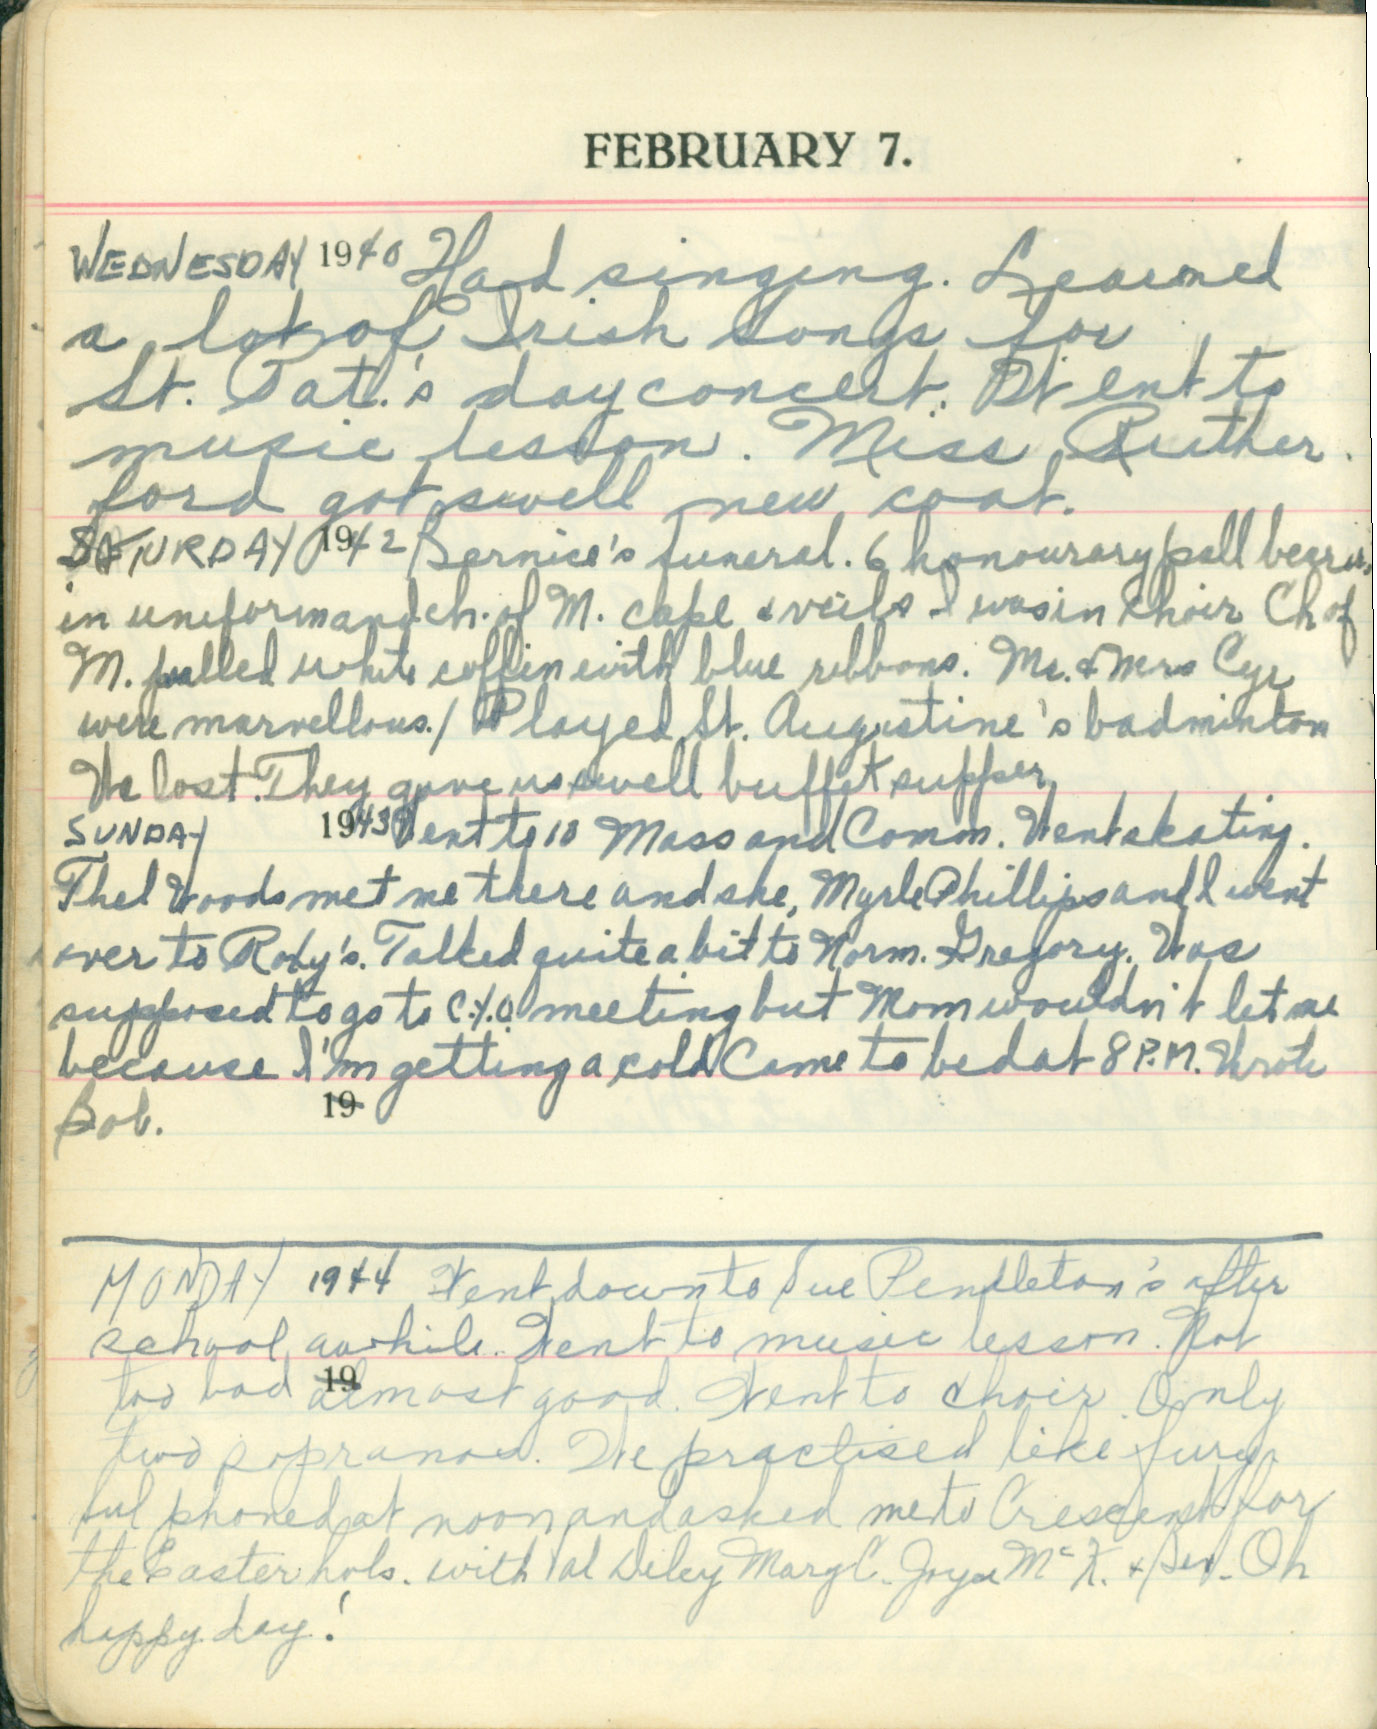 FEBRUARY 7.
WEDNESDAY 1940 Had singing. Learned
a lot of Irish songs for
St. Pat.'s day concert. Went to
music lesson. Miss Ruther.
ford got swell new coat.
SATURDAY 1942 Bernice's funeral. 6 honourary pall bearers
in uniform and ch. of M. cape & veils I was in choir Ch of
M. pulled white coffin with blue ribbons. Mr. & Mrs Cyr
were marvellous./ Played St. Augustine's badminton
We lost. They gave us swell buffet supper.
SUNDAY 1943 Went to 10 Mass and Comm. Went skating.
Thel Woods met me there and she, Myrle Phillips and I went
over to Roby's. Talked quite a bit to Norm. Gregory. Was
supposed to go to C.Y.O. meeting but Mom wouldn't let me
because I'm getting a cold Came to bed at 8 P.M. Wrote
Bob. 19
MONDAY 1944 Went down to Sue Pendleton's after
school awhile. Went to music lesson. Not
too bad almost good. Went to choir. Only
19
two sopranos. We practised like fury.
phoned at noon and asked me to Crescent for
the Easter hols. with Val Diley Mary C. Joyce McK. & Bev. Oh
happy day!